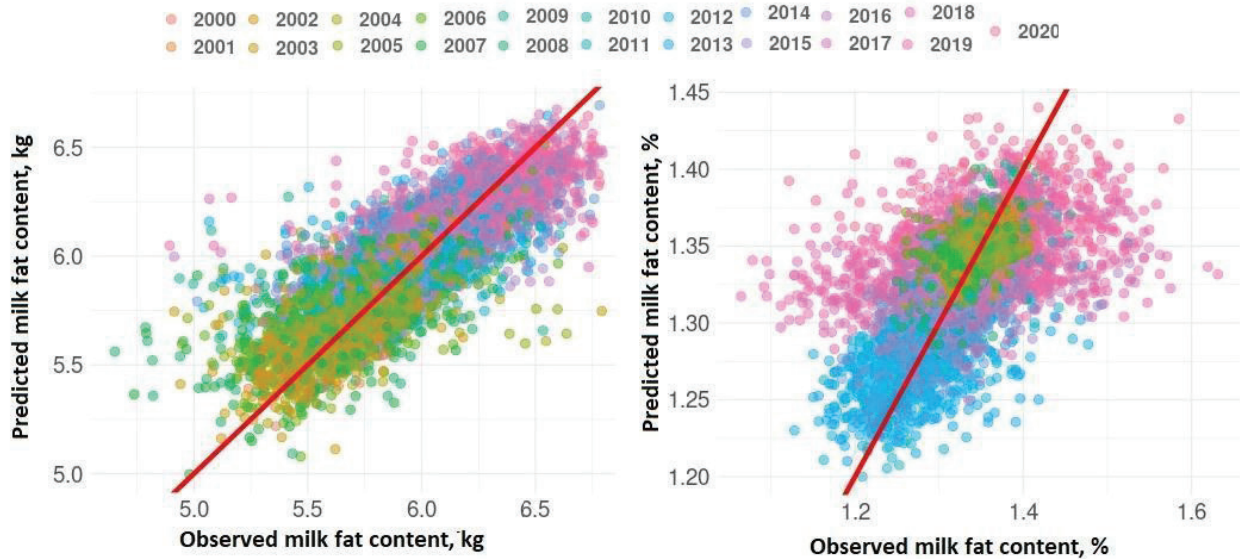 2000 2002 2004 2006 2009 2010 2012 2014 2016 2018
2001 2003 2005 2007 2008 2011 2013 2015 2017 2019 2020
Predicted milk fat content, kg
6.5
6.0
5.5
5.0
5.0 5.5 6.0 6.5
Observed milk fat content, kg
Predicted milk fat content, %
1.45
1.40
1.35
1.30
1.25
1.20
1.2 1.4 1.6
Observed milk fat content, %